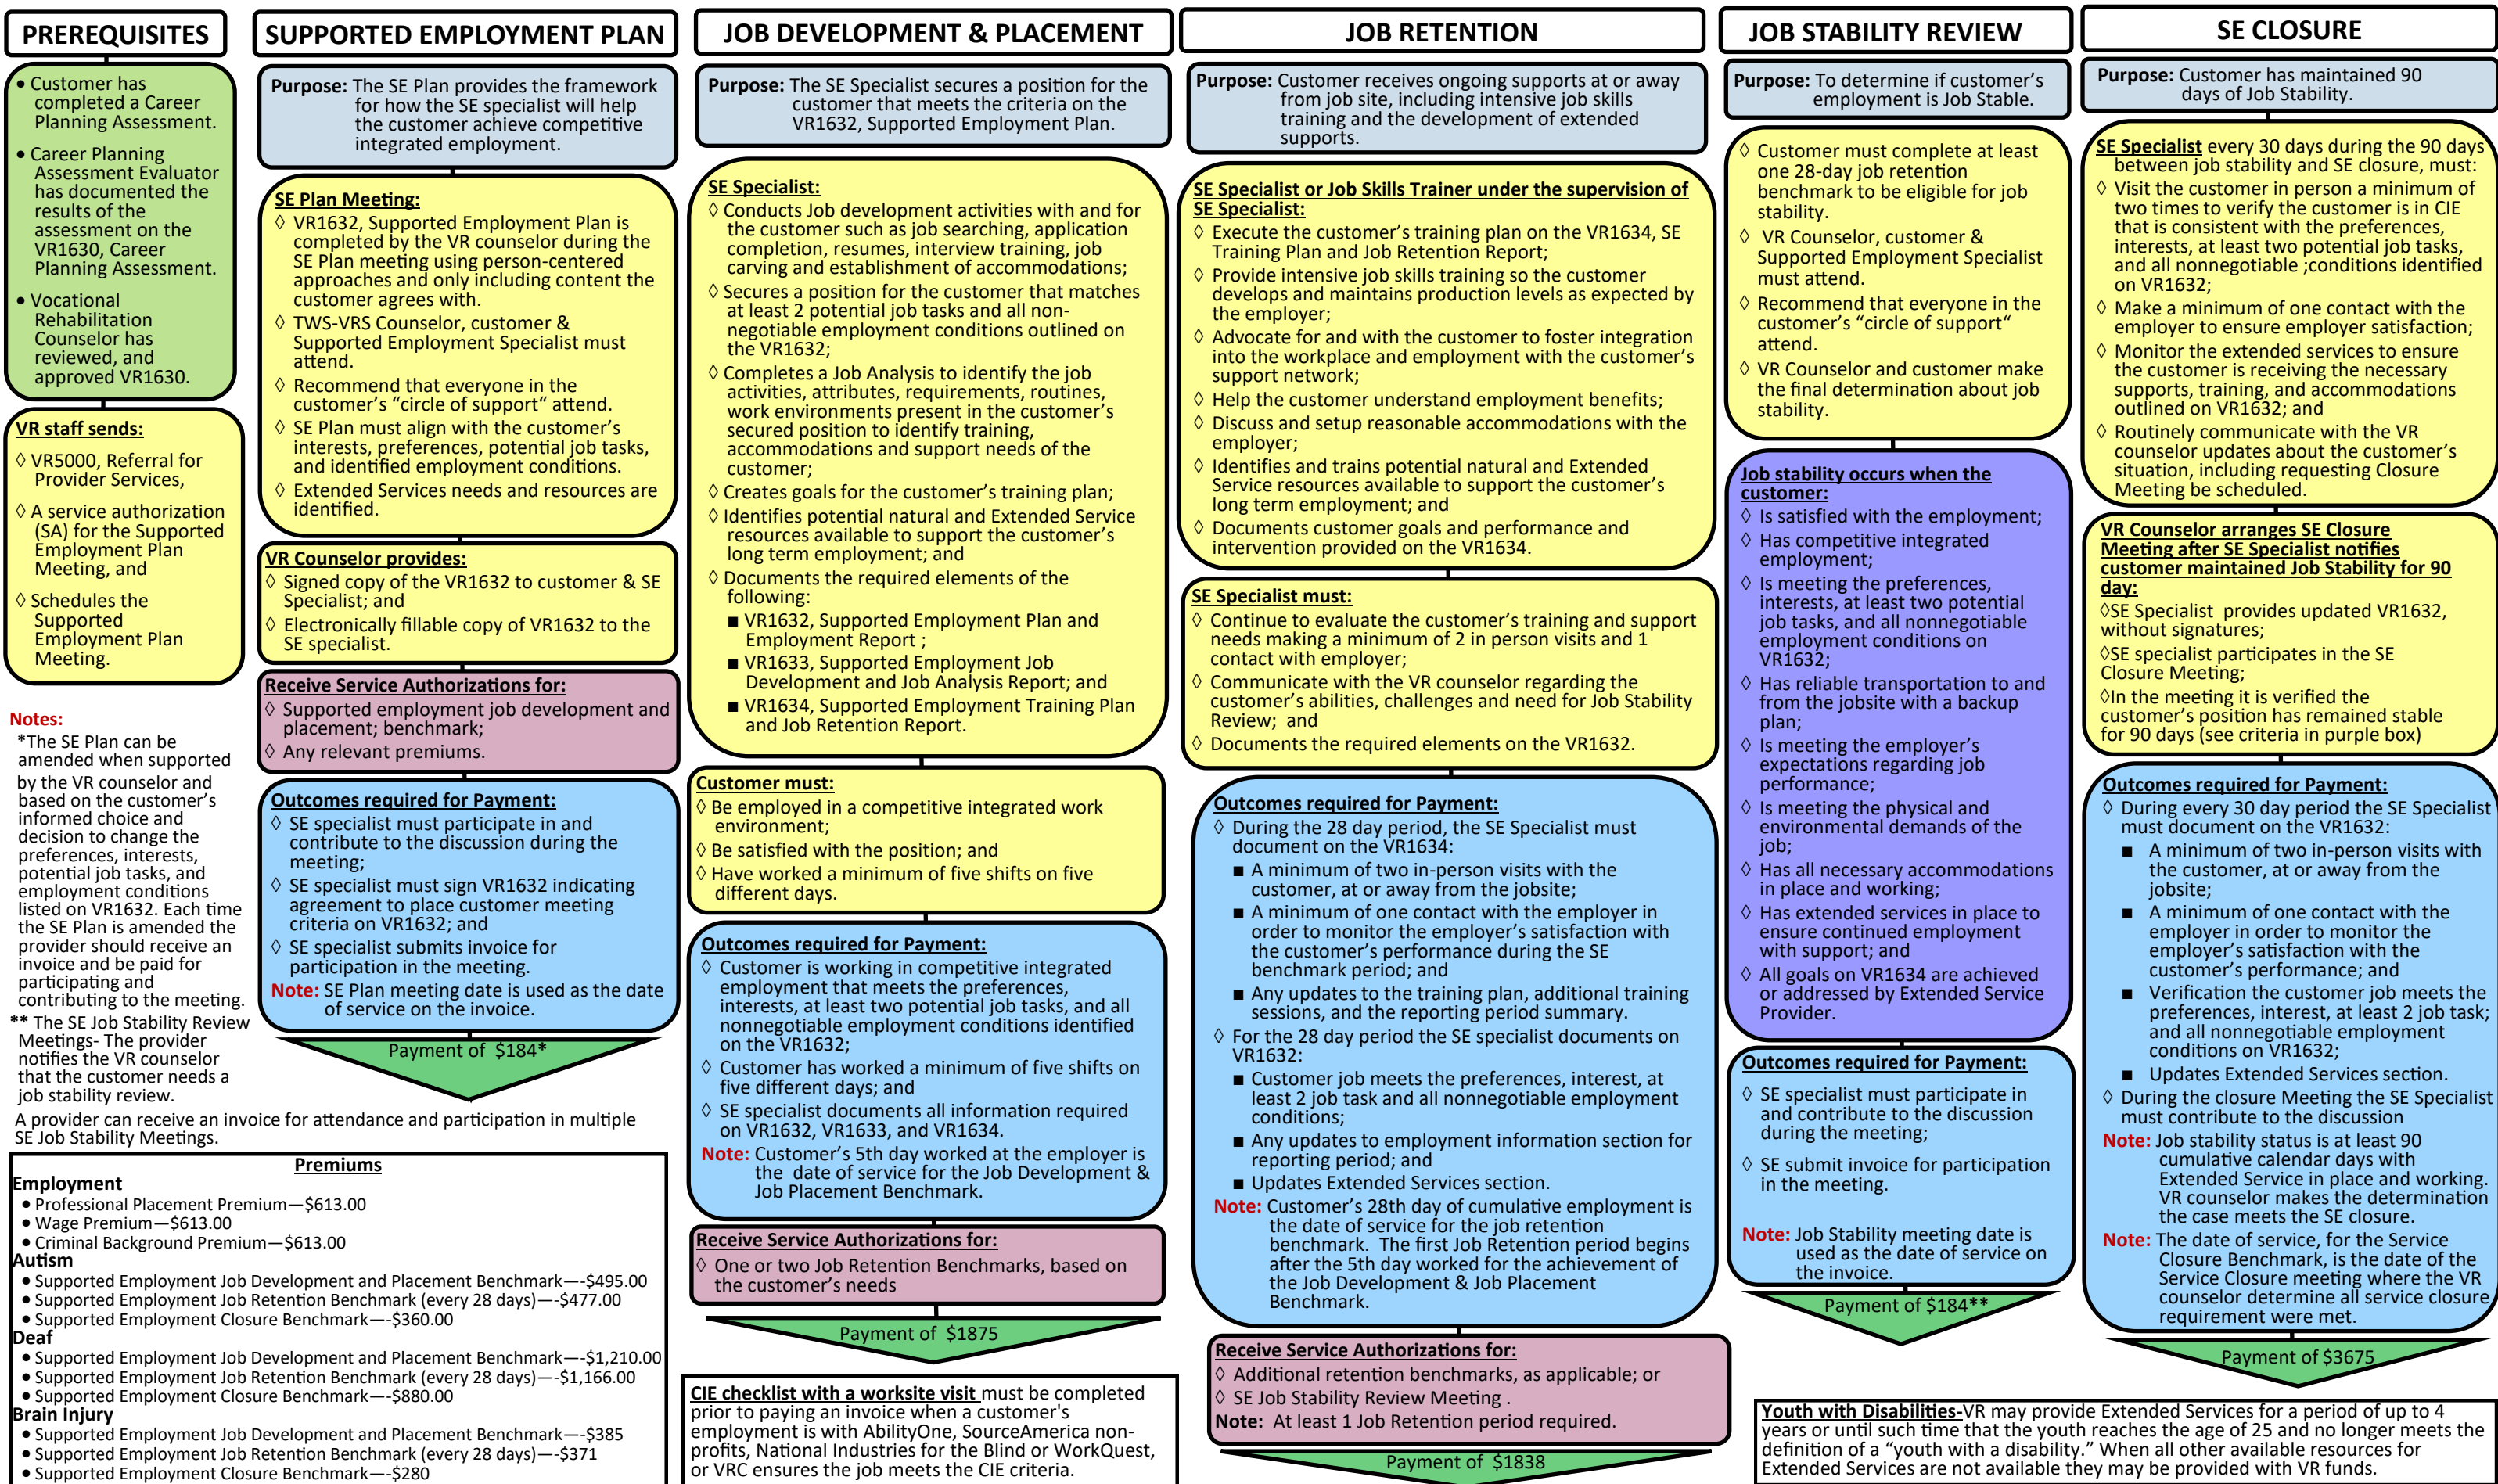 PREREQUISITES
• Customer has
completed a Career
Planning Assessment.
• Career Planning
Assessment Evaluator
has documented the
results of the
assessment on the
VR1630, Career
Planning Assessment.
• Vocational
Rehabilitation
Counselor has
reviewed, and
approved VR1630.
VR staff sends:
◊ VR5000, Referral for
Provider Services,
◊ A service authorization
(SA) for the Supported
Employment Plan
Meeting, and
◊ Schedules the
Supported
Employment Plan
Meeting.
Notes:
*The SE Plan can be
amended when supported
by the VR counselor and
based on the customer's
informed choice and
decision to change the
preferences, interests,
potential job tasks, and
employment conditions
listed on VR1632. Each time
the SE Plan is amended the
provider should receive an
invoice and be paid for
participating and
contributing to the meeting.
** The SE Job Stability Review
Meetings- The provider
notifies the VR counselor
that the customer needs a
job stability review.
A provider can receive an invoice for attendance and participation in multiple
SE Job Stability Meetings.
SUPPORTED EMPLOYMENT PLAN
Purpose: The SE Plan provides the framework
for how the SE specialist will help
the customer achieve competitive
integrated employment.
SE Plan Meeting:
◊ VR1632, Supported Employment Plan is
completed by the VR counselor during the
SE Plan meeting using person-centered
approaches and only including content the
customer agrees with.
◊ TWS-VRS Counselor, customer &
Supported Employment Specialist must
attend.
◊ Recommend that everyone in the
customer's “circle of support“ attend.
◊ SE Plan must align with the customer's
interests, preferences, potential job tasks,
and identified employment conditions.
◊ Extended Services needs and resources are
identified.
VR Counselor provides:
◊ Signed copy of the VR1632 to customer & SE
Specialist; and
◊ Electronically fillable copy of VR1632 to the
SE specialist.
Receive Service Authorizations for:
◊ Supported employment job development and
placement; benchmark;
◊ Any relevant premiums.
Outcomes required for Payment:
◊ SE specialist must participate in and
contribute to the discussion during the
meeting;
◊ SE specialist must sign VR1632 indicating
agreement to place customer meeting
criteria on VR1632; and
◊ SE specialist submits invoice for
participation in the meeting.
Note: SE Plan meeting date is used as the date
of service on the invoice.
Payment of $184*
Premiums
Employment
• Professional Placement Premium—$613.00
• Wage Premium—$613.00
• Criminal Background Premium—$613.00
Autism
• Supported Employment Job Development and Placement Benchmark—-$495.00
• Supported Employment Job Retention Benchmark (every 28 days)—-$477.00
• Supported Employment Closure Benchmark—-$360.00
Deaf
• Supported Employment Job Development and Placement Benchmark—-$1,210.00
• Supported Employment Job Retention Benchmark (every 28 days)—-$1,166.00
• Supported Employment Closure Benchmark—-$880.00
Brain Injury
• Supported Employment Job Development and Placement Benchmark—-$385
• Supported Employment Job Retention Benchmark (every 28 days)—-$371
• Supported Employment Closure Benchmark—-$280
JOB DEVELOPMENT & PLACEMENT
Purpose: The SE Specialist secures a position for the
customer that meets the criteria on the
VR1632, Supported Employment Plan.
SE Specialist:
◊ Conducts Job development activities with and for
the customer such as job searching, application
completion, resumes, interview training, job
carving and establishment of accommodations;
◊ Secures a position for the customer that matches
at least 2 potential job tasks and all non-
negotiable employment conditions outlined on
the VR1632;
◊ Completes a Job Analysis to identify the job
activities, attributes, requirements, routines,
work environments present in the customer's
secured position to identify training,
accommodations and support needs of the
customer;
◊ Creates goals for the customer's training plan;
◊ Identifies potential natural and Extended Service
resources available to support the customer's
long term employment; and
◊ Documents the required elements of the
following:
■ VR1632, Supported Employment Plan and
Employment Report ;
■ VR1633, Supported Employment Job
Development and Job Analysis Report; and
■ VR1634, Supported Employment Training Plan
and Job Retention Report.
Customer must:
◊ Be employed in a competitive integrated work
environment;
◊ Be satisfied with the position; and
◊ Have worked a minimum of five shifts on five
different days.
Outcomes required for Payment:
◊ Customer is working in competitive integrated
employment that meets the preferences,
interests, at least two potential job tasks, and all
nonnegotiable employment conditions identified
on the VR1632;
◊ Customer has worked a minimum of five shifts on
five different days; and
◊ SE specialist documents all information required
on VR1632, VR1633, and VR1634.
Note: Customer's 5th day worked at the employer is
the date of service for the Job Development &
Job Placement Benchmark.
Receive Service Authorizations for:
◊ One or two Job Retention Benchmarks, based on
the customer's needs
Payment of $1875
CIE checklist with a worksite visit must be completed
prior to paying an invoice when a customer's
employment is with AbilityOne, SourceAmerica non-
profits, National Industries for the Blind or WorkQuest,
or VRC ensures the job meets the CIE criteria.
JOB RETENTION
Purpose: Customer receives ongoing supports at or away
from job site, including intensive job skills
training and the development of extended
supports.
SE Specialist or Job Skills Trainer under the supervision of
SE Specialist:
◊ Execute the customer's training plan on the VR1634, SE
Training Plan and Job Retention Report;
◊ Provide intensive job skills training so the customer
develops and maintains production levels as expected by
the employer;
◊ Advocate for and with the customer to foster integration
into the workplace and employment with the customer's
support network;
◊ Help the customer understand employment benefits;
◊ Discuss and setup reasonable accommodations with the
employer;
◊ Identifies and trains potential natural and Extended
Service resources available to support the customer's
long term employment; and
◊ Documents customer goals and performance and
intervention provided on the VR1634.
SE Specialist must:
◊ Continue to evaluate the customer's training and support
needs making a minimum of 2 in person visits and 1
contact with employer;
◊ Communicate with the VR counselor regarding the
customer's abilities, challenges and need for Job Stability
Review; and
◊ Documents the required elements on the VR1632.
Outcomes required for Payment:
◊ During the 28 day period, the SE Specialist must
document on the VR1634:
■ A minimum of two in-person visits with the
customer, at or away from the jobsite;
■ A minimum of one contact with the employer in
order to monitor the employer's satisfaction with
the customer's performance during the SE
benchmark period; and
■ Any updates to the training plan, additional training
sessions, and the reporting period summary.
◊ For the 28 day period the SE specialist documents on
VR1632:
■ Customer job meets the preferences, interest, at
least 2 job task and all nonnegotiable employment
conditions;
■ Any updates to employment information section for
reporting period; and
■ Updates Extended Services section.
Note: Customer's 28th day of cumulative employment is
the date of service for the job retention
benchmark. The first Job Retention period begins
after the 5th day worked for the achievement of
the Job Development & Job Placement
Benchmark.
Receive Service Authorizations for:
◊ Additional retention benchmarks, as applicable; or
◊ SE Job Stability Review Meeting .
Note: At least 1 Job Retention period required.
Payment of $1838
JOB STABILITY REVIEW
Purpose: To determine if customer's
employment is Job Stable.
◊ Customer must complete at least
one 28-day job retention
benchmark to be eligible for job
stability.
◊ VR Counselor, customer &
Supported Employment Specialist
must attend.
◊ Recommend that everyone in the
customer's “circle of support“
attend.
◊ VR Counselor and customer make
the final determination about job
stability.
Job stability occurs when the
customer:
◊ Is satisfied with the employment;
◊ Has competitive integrated
employment;
◊ Is meeting the preferences,
interests, at least two potential
job tasks, and all nonnegotiable
employment conditions on
VR1632;
◊ Has reliable transportation to and
from the jobsite with a backup
plan;
◊ Is meeting the employer's
expectations regarding job
performance;
◊ Is meeting the physical and
environmental demands of the
job;
◊ Has all necessary accommodations
in place and working;
◊ Has extended services in place to
ensure continued employment
with support; and
◊ All goals on VR1634 are achieved
or addressed by Extended Service
Provider.
Outcomes required for Payment:
◊ SE specialist must participate in
and contribute to the discussion
during the meeting;
◊ SE submit invoice for participation
in the meeting.
Note: Job Stability meeting date is
used as the date of service on
the invoice.
Payment of $184**
SE CLOSURE
Purpose: Customer has maintained 90
days of Job Stability.
SE Specialist every 30 days during the 90 days
between job stability and SE closure, must:
◊ Visit the customer in person a minimum of
two times to verify the customer is in CIE
that is consistent with the preferences,
interests, at least two potential job tasks,
and all nonnegotiable ;conditions identified
on VR1632;
◊ Make a minimum of one contact with the
employer to ensure employer satisfaction;
◊ Monitor the extended services to ensure
the customer is receiving the necessary
supports, training, and accommodations
outlined on VR1632; and
◊ Routinely communicate with the VR
counselor updates about the customer's
situation, including requesting Closure
Meeting be scheduled.
VR Counselor arranges SE Closure
Meeting after SE Specialist notifies
customer maintained Job Stability for 90
day:
◊SE Specialist provides updated VR1632,
without signatures;
◊SE specialist participates in the SE
Closure Meeting;
◊In the meeting it is verified the
customer's position has remained stable
for 90 days (see criteria in purple box)
Outcomes required for Payment:
◊ During every 30 day period the SE Specialist
must document on the VR1632:
■ A minimum of two in-person visits with
the customer, at or away from the
jobsite;
■ A minimum of one contact with the
employer in order to monitor the
employer's satisfaction with the
customer's performance; and
■ Verification the customer job meets the
preferences, interest, at least 2 job task;
and all nonnegotiable employment
conditions on VR1632;
■ Updates Extended Services section.
◊ During the closure Meeting the SE Specialist
must contribute to the discussion
Note: Job stability status is at least 90
cumulative calendar days with
Extended Service in place and working.
VR counselor makes the determination
the case meets the SE closure.
Note: The date of service, for the Service
Closure Benchmark, is the date of the
Service Closure meeting where the VR
counselor determine all service closure
requirement were met.
Payment of $3675
Youth with Disabilities-VR may provide Extended Services for a period of up to 4
years or until such time that the youth reaches the age of 25 and no longer meets the
definition of a “youth with a disability.” When all other available resources for
Extended Services are not available they may be provided with VR funds.